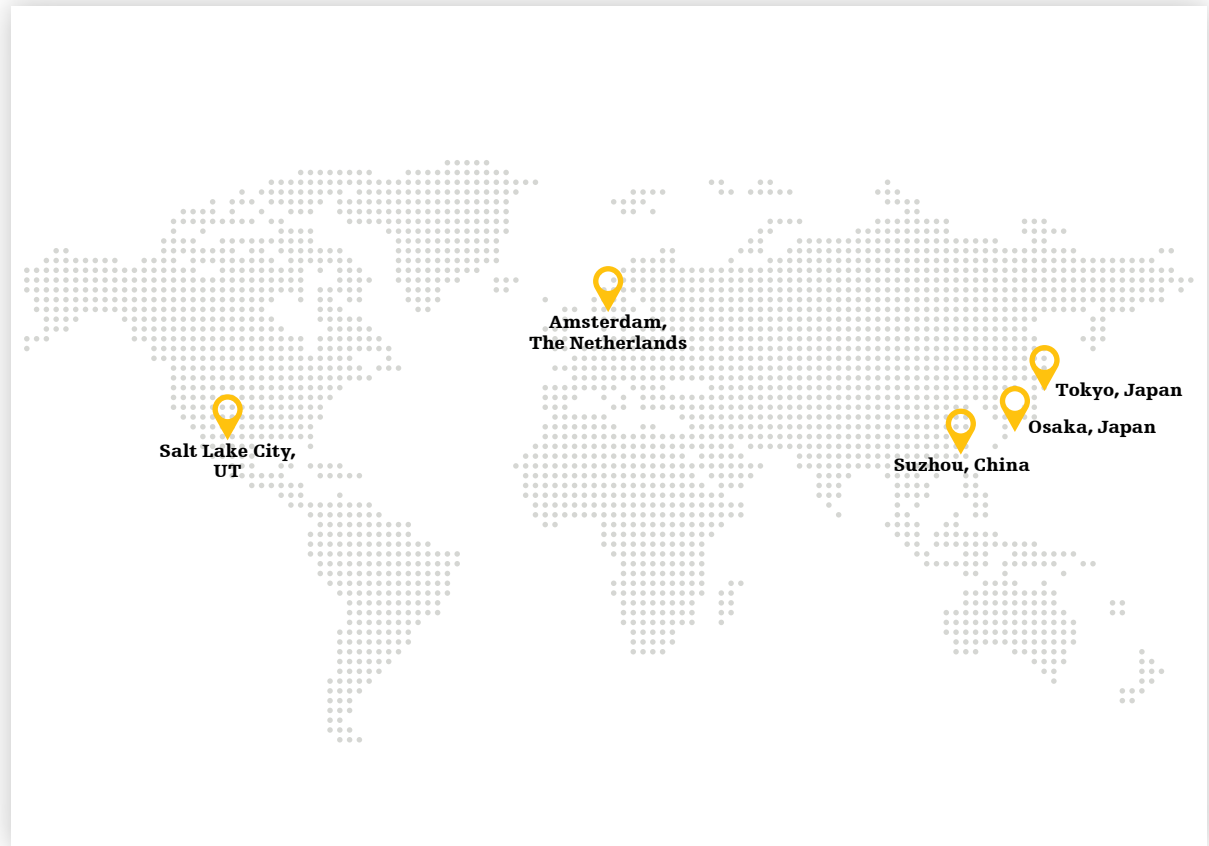 Amsterdam,
The Netherlands
Tokyo, Japan
Osaka, Japan
Salt Lake City,
UT
Suzhou, China